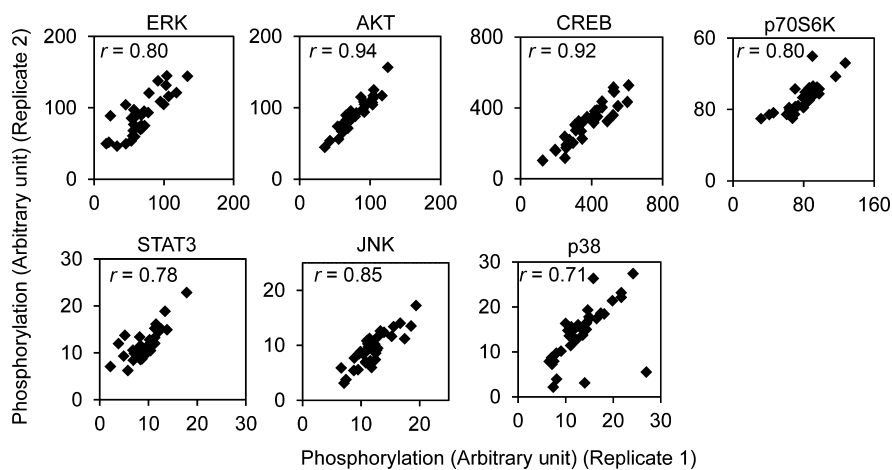 ERK
AKT
CREB
p70S6K
200
r = 0.80
100
0
0 100 200
200
r = 0.94
100
0
0 100 200
800
r = 0.92
400
0
0 400 800
60
r = 0.80
80
60
0 80 160
STAT3
JNK
p38
30
r = 0.78
20
10
0
0 10 20 30
20
r = 0.85
10
0
0 10 20
30
r = 0.71
20
10
0
0 10 20 30
Phosphorylation (Arbitrary unit) (Replicate 2)
Phosphorylation (Arbitrary unit) (Replicate 1)